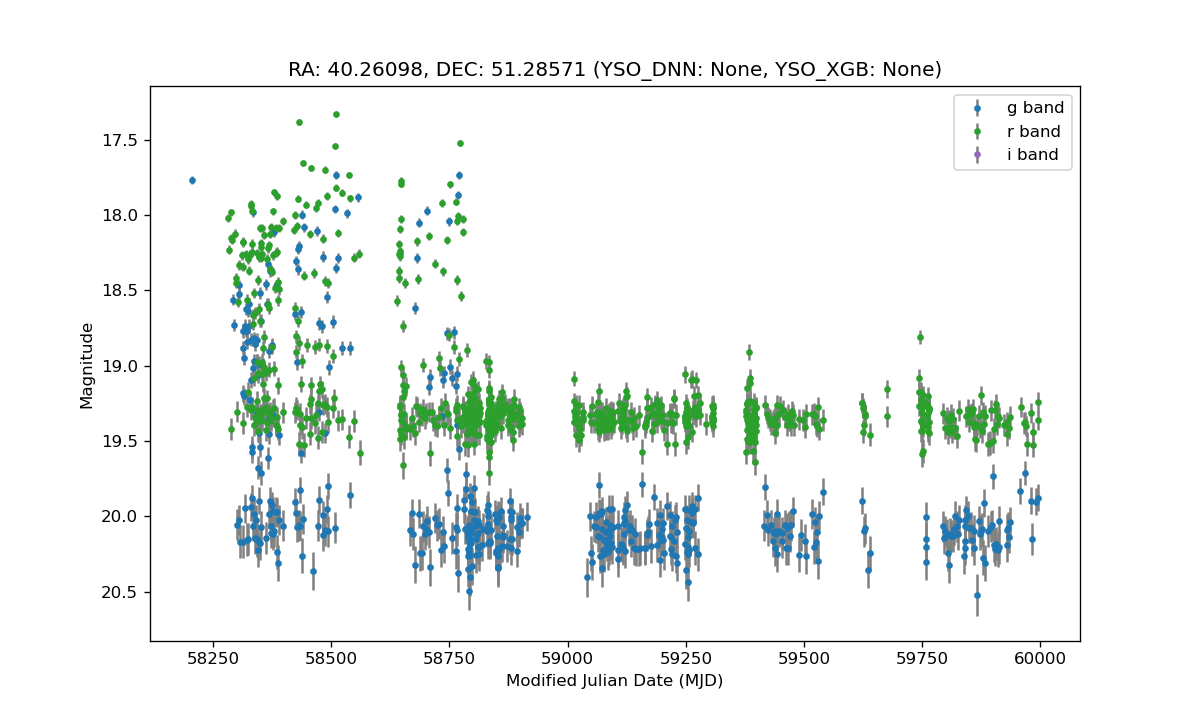 RA: 40.26098, DEC: 51.28571 (YSO_DNN: None, YSO_XGB: None)
g band
r band
i band
17.5
18.0
18.5
19.0
19.5
20.0
20.5
Magnitude
58250 58500 58750 59000 59250 59500 59750 60000
Modified Julian Date (MJD)